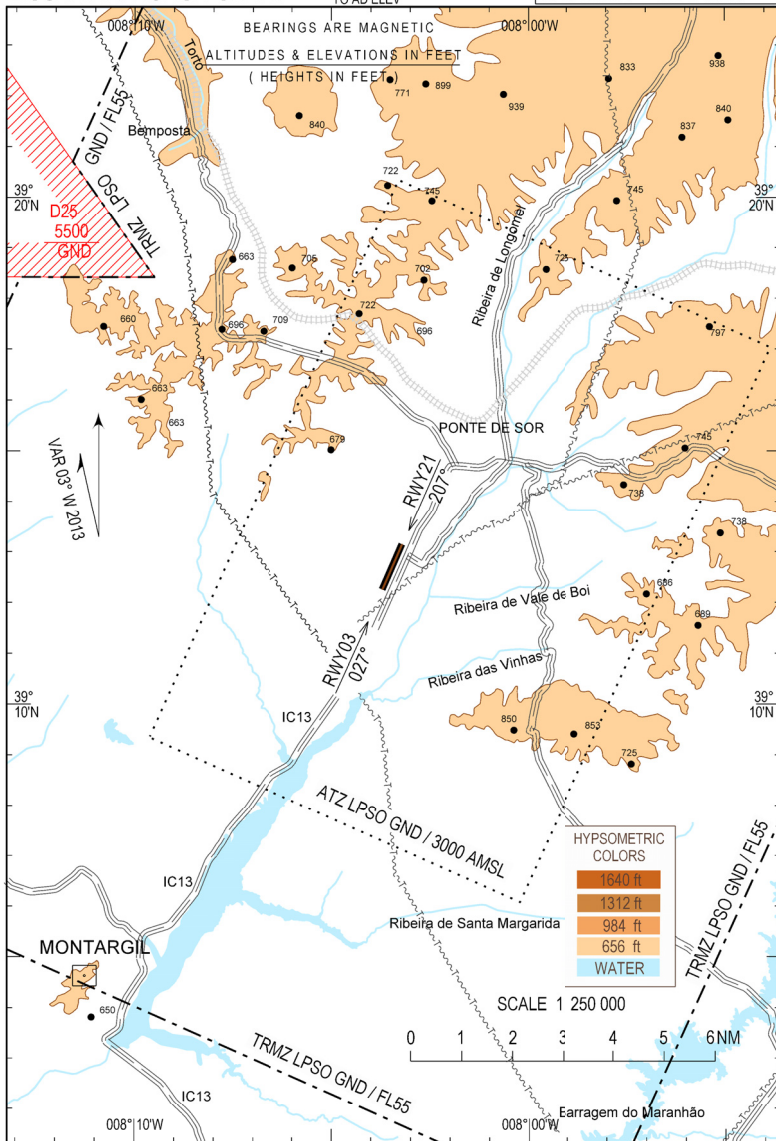 TO AD ELEV
008°10'W
BEARINGS ARE MAGNETIC
008°00'W
ALTITUDES & ELEVATIONS IN FEET
( HEIGHTS IN FEET )
Torto
938
833
771
899
939
840
840
837
Bemposta
GND / FL55
TRMZ LPSO
722
745
745
39°
20'N
39°
20'N
D25
5500
GND
Ribeira de Longomel
663
705
702
725
722
660
696
709
696
797
663
663
PONTE DE SOR
679
745
738
VAR 03° W 2013
RWY21
207°
738
686
Ribeira de Vale de Boi
689
RWY03
027°
Ribeira das Vinhas
39°
10'N
39°
10'N
IC13
850
853
725
ATZ LPSO GND / 3000 AMSL
HYPSOMETRIC
COLORS
1640 ft
1312 ft
984 ft
656 ft
WATER
IC13
Ribeira de Santa Margarida
TRMZ LPSO GND / FL55
MONTARGIL
650
SCALE 1 250 000
0 1 2 3 4 5 6NM
TRMZ LPSO GND / FL55
IC13
Earragem do Maranhão
008°10'W
008°00'W